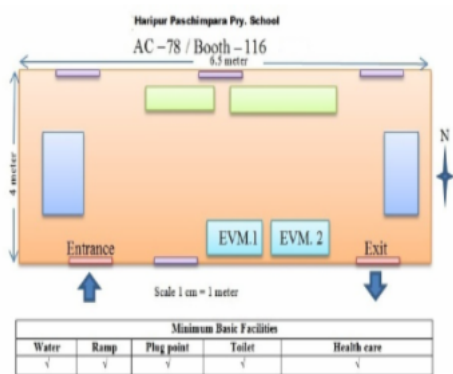 Haripur Paschimpara Pry. School
AC -78 / Booth -116
6.5 meter
4 meter
N
EVM.1
EVM. 2
Entrance
Exit
Scale 1 cm = 1 meter
Minimum Basic Facilities
Water Ramp Plug point Toilet Health care
√ √ √ √ √